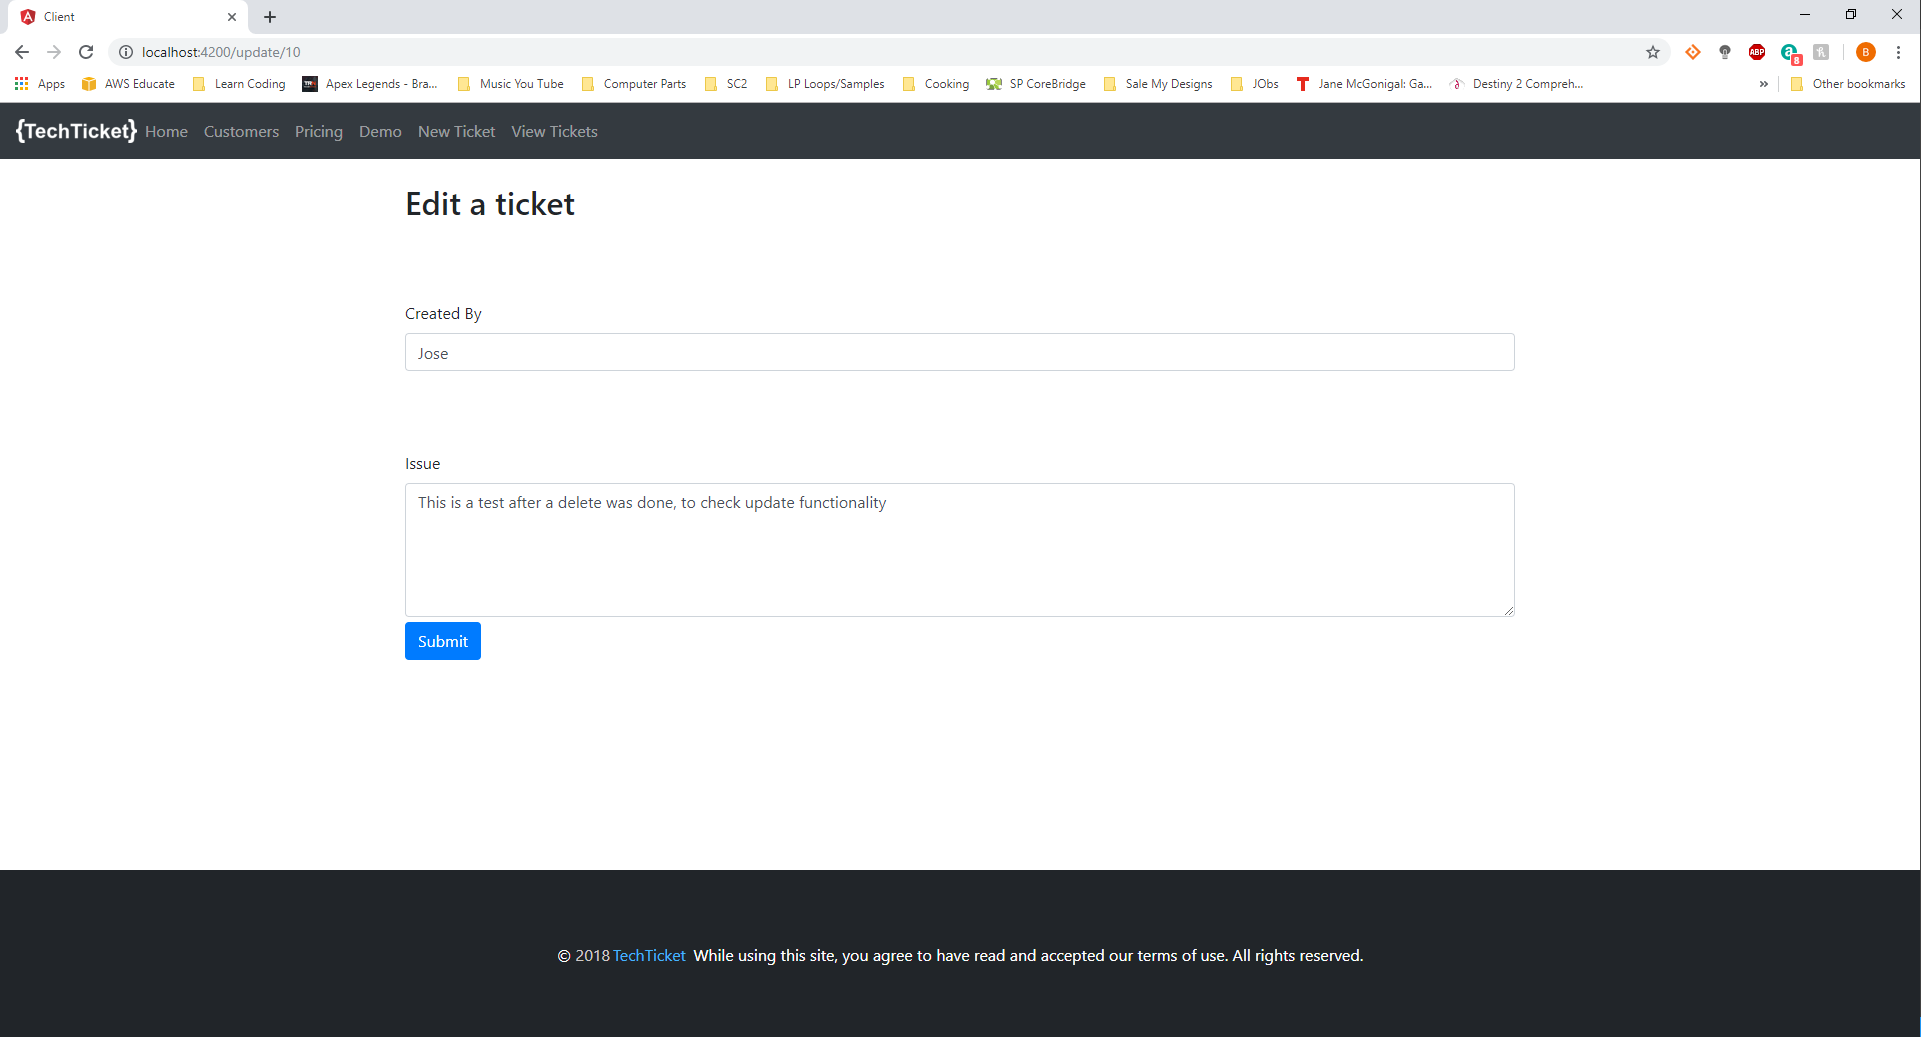 Client
localhost:4200/update/10
ABP
a
8
B
Apps AWS Educate Learn Coding Apex Legends - Bra... Music You Tube Computer Parts SC2 LP Loops/Samples Cooking SP CoreBridge Sale My Designs JObs Jane McGonigal: Ga... Destiny 2 Compreh... » Other bookmarks
{TechTicket} Home Customers Pricing Demo New Ticket View Tickets
Edit a ticket
Created By
Jose
Issue
This is a test after a delete was done, to check update functionality
Submit
© 2018 TechTicket While using this site, you agree to have read and accepted our terms of use. All rights reserved.